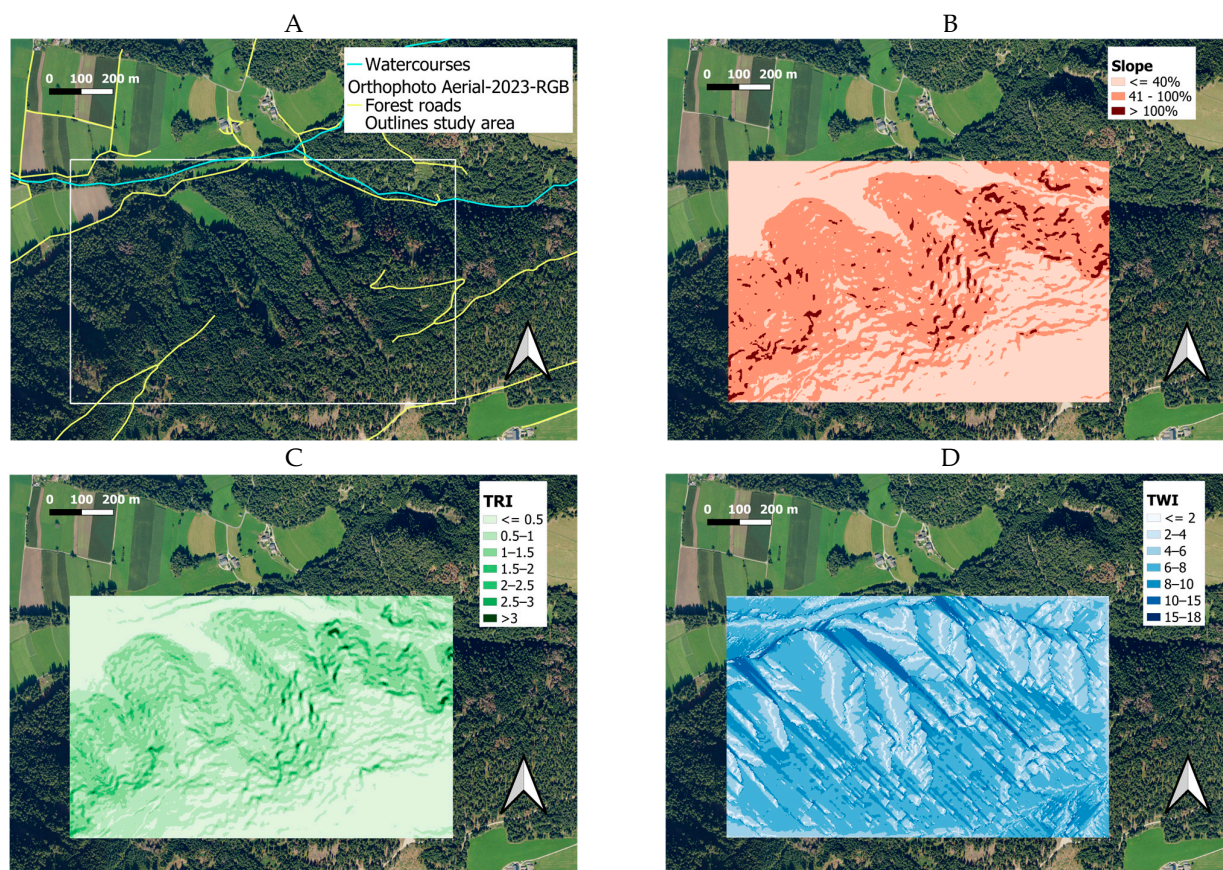 A
B
0 100 200 m
Watercourses
Orthophoto Aerial-2023-RGB
Forest roads
Outlines study area
0 100 200 m
Slope
<= 40%
41 - 100%
> 100%
C
D
0 100 200 m
TRI
<= 0.5
0.5–1
1–1.5
1.5–2
2–2.5
2.5–3
>3
0 100 200 m
TWI
<= 2
2–4
4–6
6–8
8–10
10–15
15–18